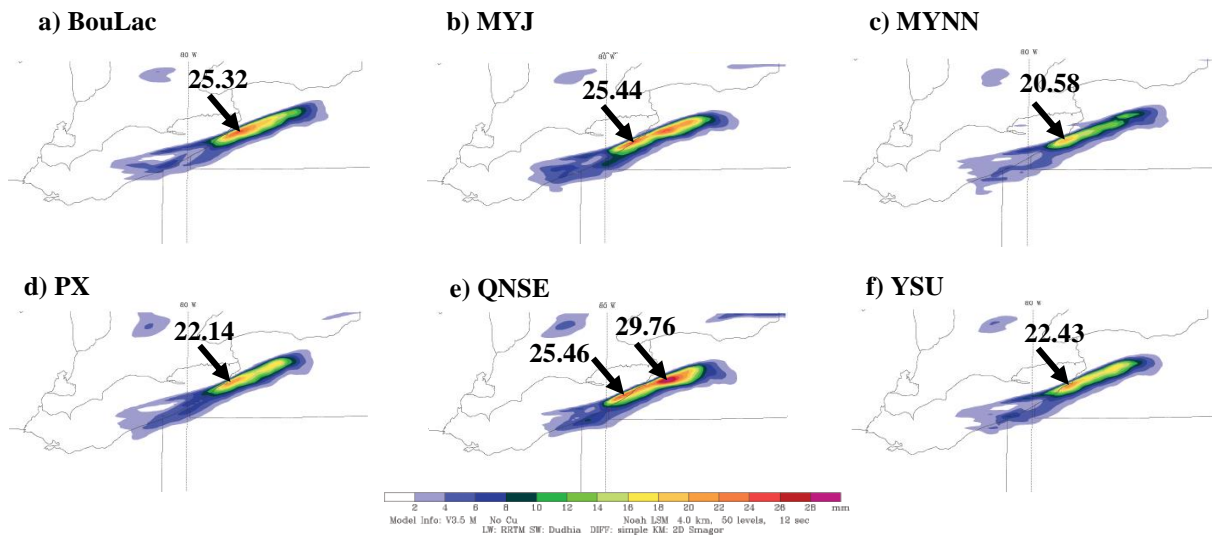 a) BouLac
b) MYJ
c) MYNN
80 W
80 W
80 W
25.32
25.44
20.58
d) PX
e) QNSE
f) YSU
80 W
80 W
80 W
22.14
29.76
25.46
22.43
2 4 6 8 10 12 14 16 18 20 22 24 26 28 mm
Model Info: V3.5 M No Cu Noah LSM 4.0 km, 50 levels, 12 sec
LW: RRTM SW: Dudhia DIFF: simple KM: 2D Smagor